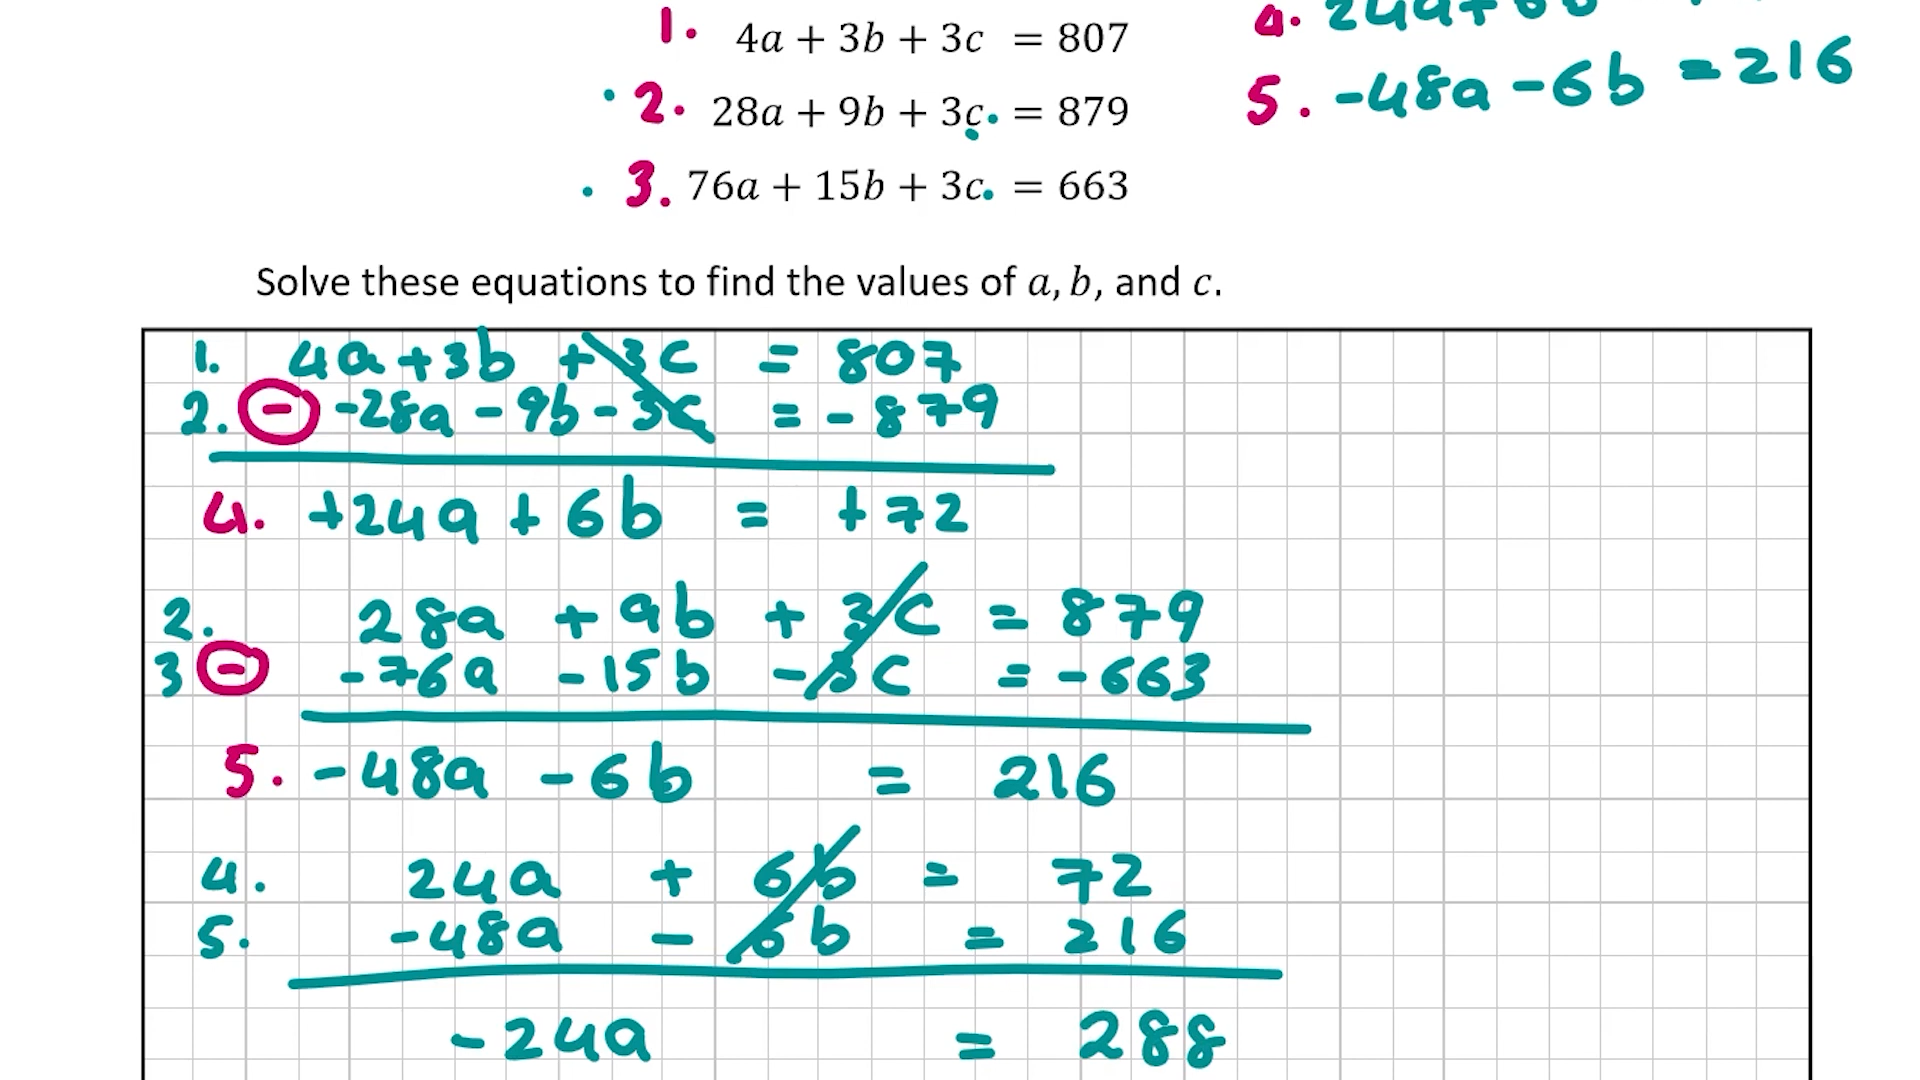 1. 4a + 3b + 3c = 807
4. 24a+6b
2. 28a + 9b + 3c = 879
5. -48a -6b = 216
3. 76a + 15b + 3c = 663
Solve these equations to find the values of a, b, and c.
1. 4a +3b + 3c = 807
2. - -28a - 9b - 3c = - 879
4. +24a + 6b = +72
2. 28a + 9b + 3c = 879
3 - -76a -15b -3c = -663
5. -48a -6b = 216
4. 24a + 6b = 72
5. -48a - 6b = 216
-24a = 288